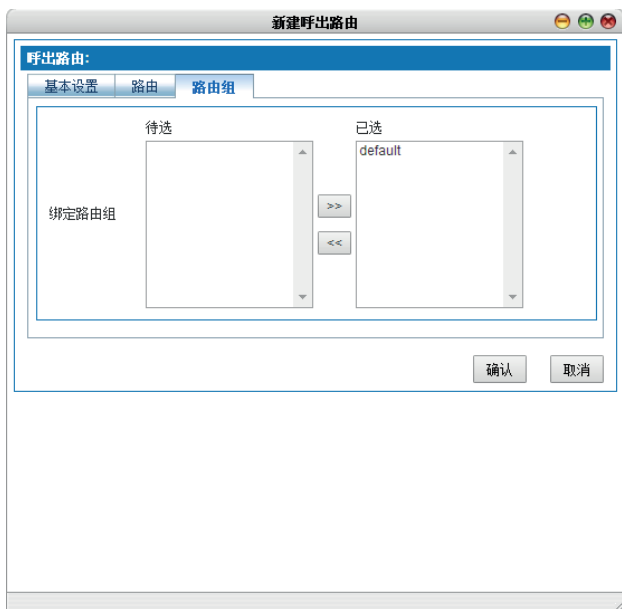 新建呼出路由
呼出路由:
基本设置 路由 路由组
待选 已选
default
绑定路由组
>>
<<
确认 取消